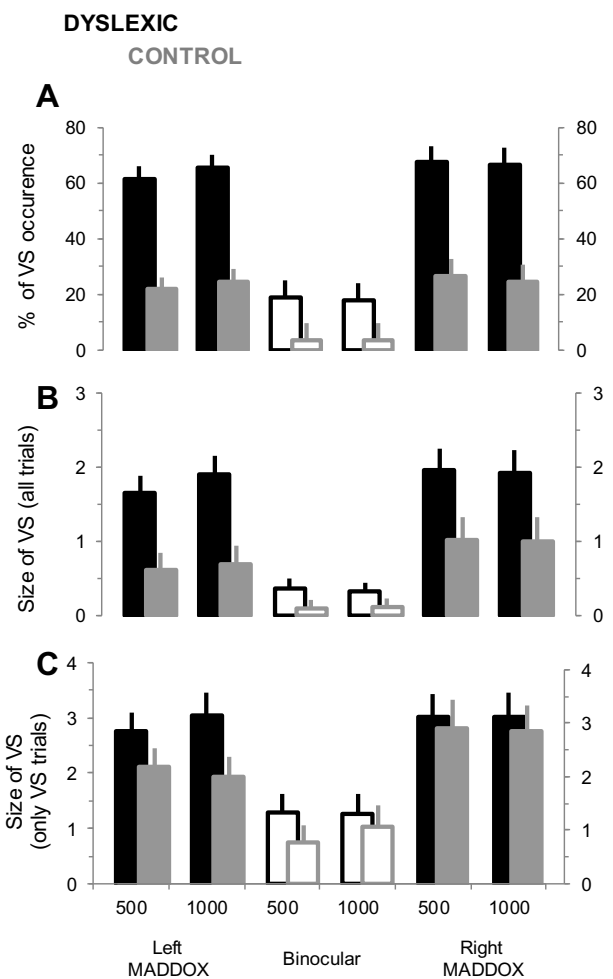 DYSLEXIC
CONTROL
A
80 80
60 60
40 40
20 20
0 0
% of VS occurence
B
3 3
2 2
1 1
0 0
Size of VS (all trials)
C
4 4
3 3
2 2
1 1
0 0
Size of VS
(only VS trials)
500 1000 500 1000 500 1000
Left Binocular Right
MADDOX MADDOX